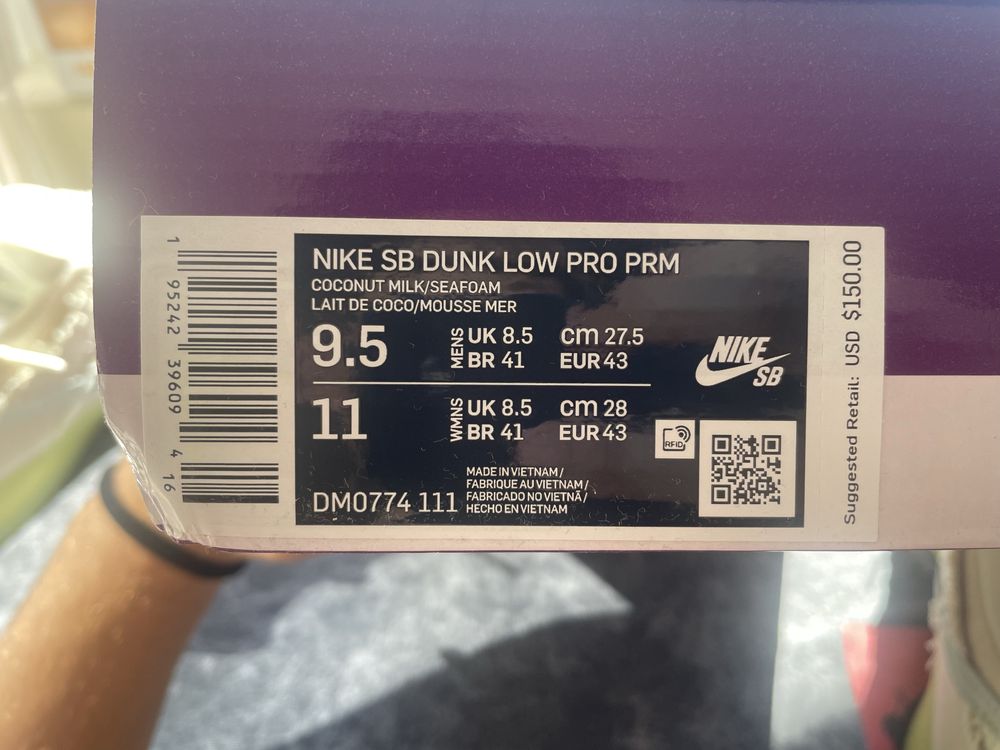 NIKE SB DUNK LOW PRO PRM
COCONUT MILK/SEAFOAM
LAIT DE COCO/MOUSSE MER
9.5 MENS UK 8.5 cm 27.5
BR 41 EUR 43
11 WMNS UK 8.5 cm 28
BR 41 EUR 43
NIKE
SB
RFID
MADE IN VIETNAM /
FABRIQUE AU VIETNAM /
FABRICADO NO VIETNÃ /
HECHO EN VIETNAM
DM0774 111
1 95242 39609 4 16
Suggested Retail: USD $150.00